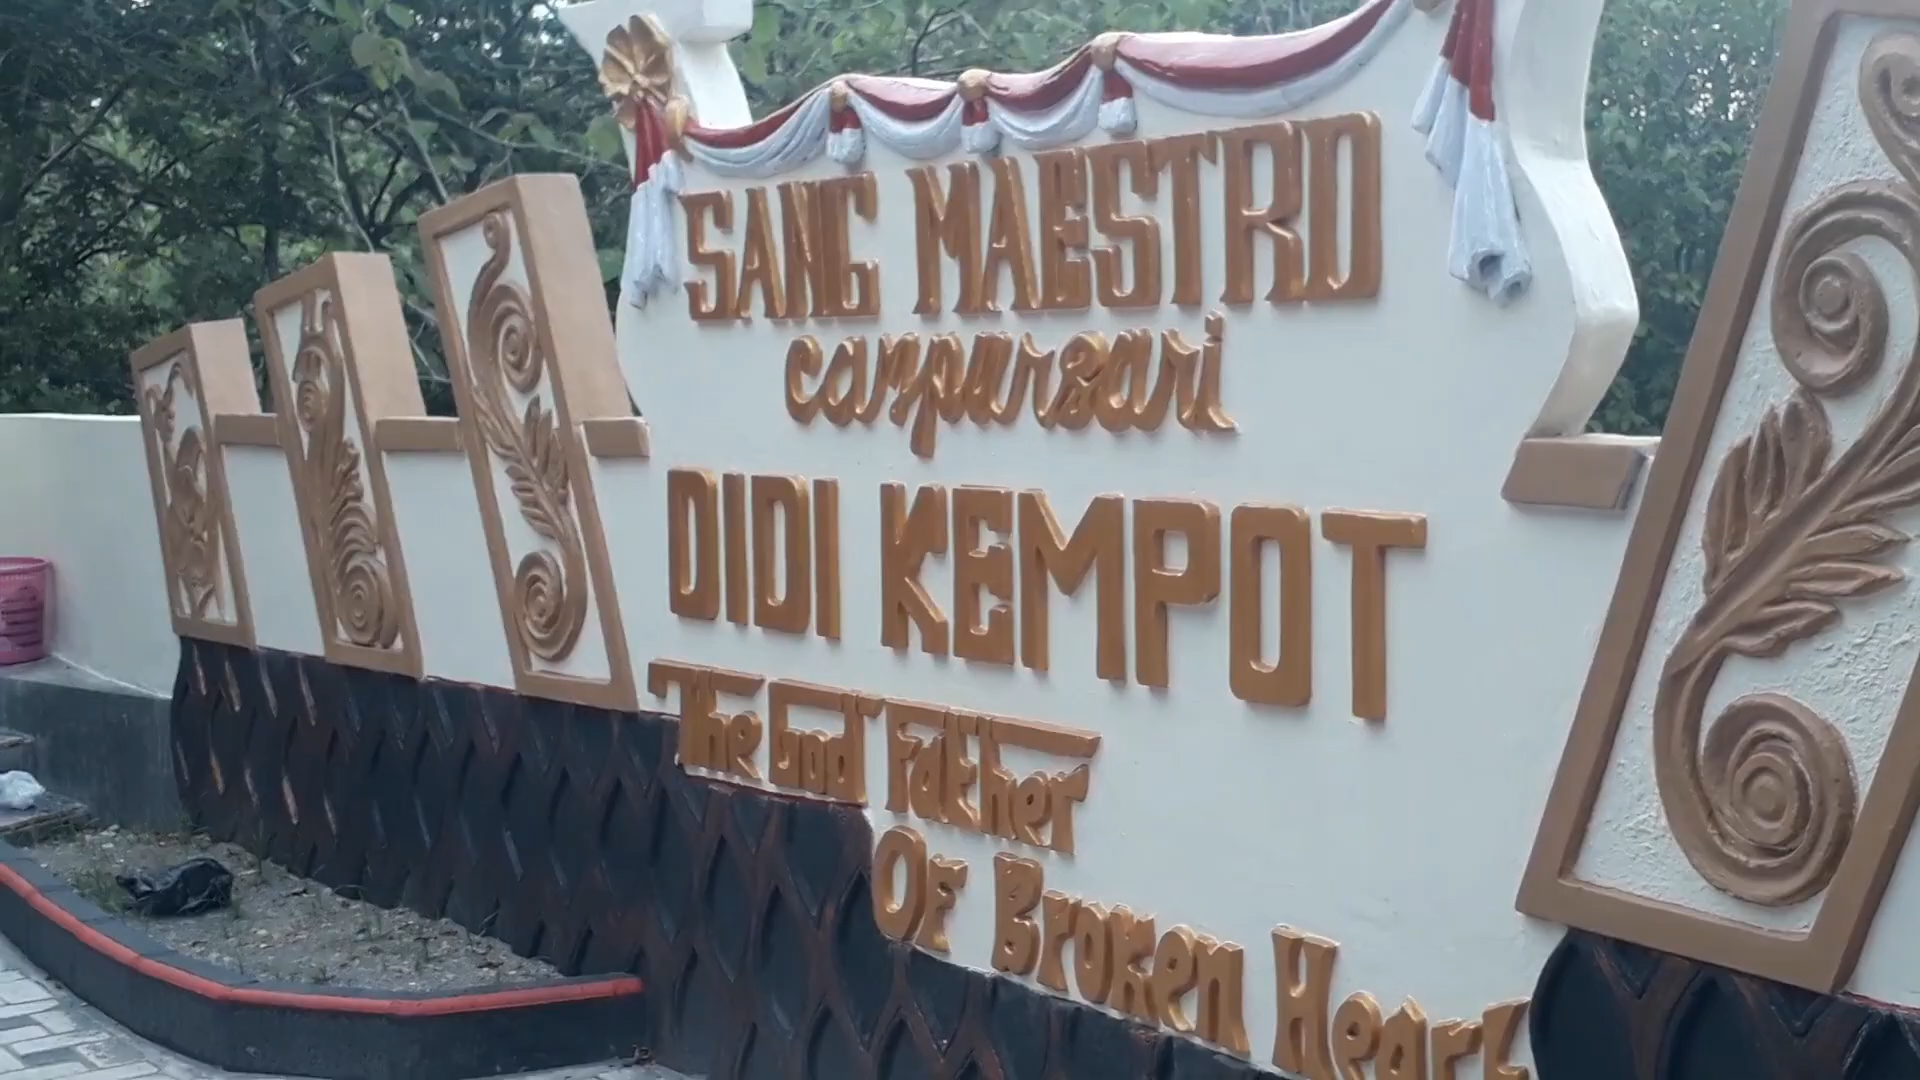 SANG MAESTRO
campursari
DIDI KEMPOT
The God Father
Of Broken Heart